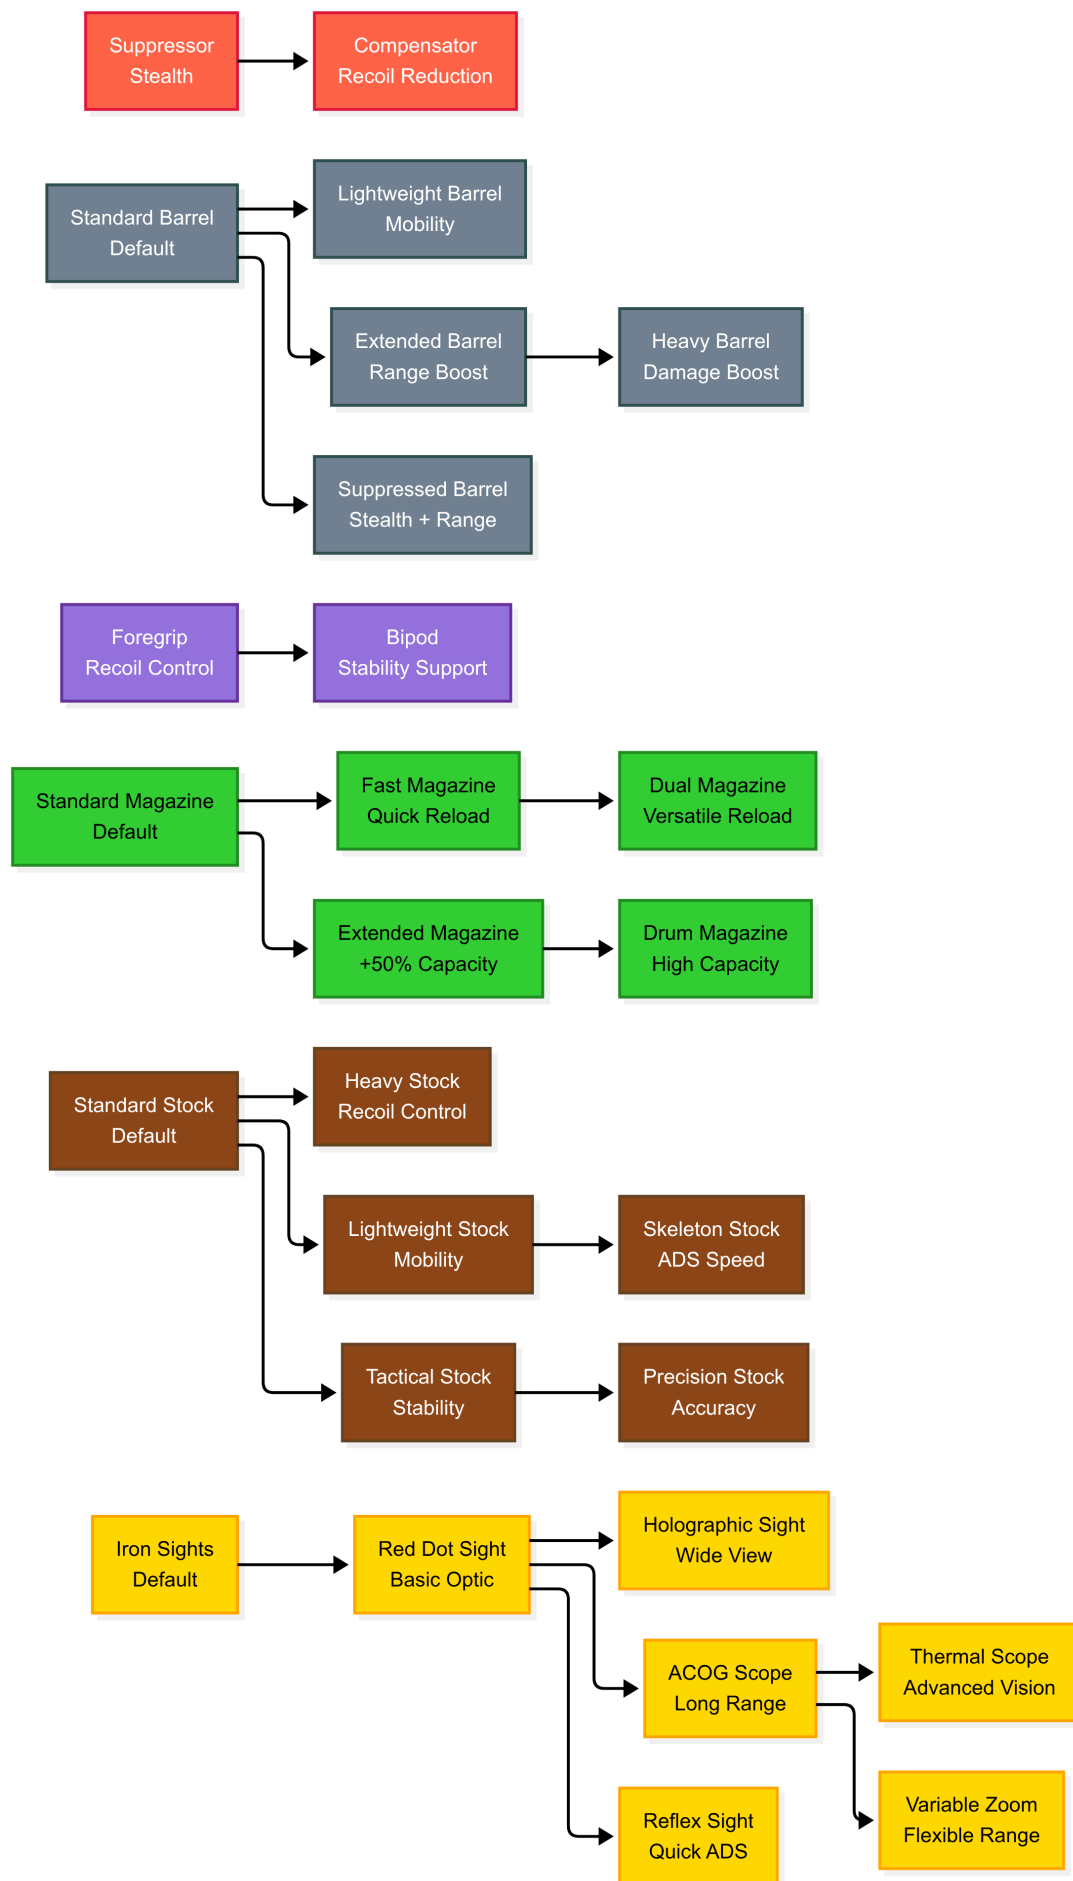 Suppressor
Stealth
Compensator
Recoil Reduction
Standard Barrel
Default
Lightweight Barrel
Mobility
Extended Barrel
Range Boost
Heavy Barrel
Damage Boost
Suppressed Barrel
Stealth + Range
Foregrip
Recoil Control
Bipod
Stability Support
Standard Magazine
Default
Fast Magazine
Quick Reload
Dual Magazine
Versatile Reload
Extended Magazine
+50% Capacity
Drum Magazine
High Capacity
Standard Stock
Default
Heavy Stock
Recoil Control
Lightweight Stock
Mobility
Skeleton Stock
ADS Speed
Tactical Stock
Stability
Precision Stock
Accuracy
Iron Sights
Default
Red Dot Sight
Basic Optic
Holographic Sight
Wide View
ACOG Scope
Long Range
Thermal Scope
Advanced Vision
Variable Zoom
Flexible Range
Reflex Sight
Quick ADS